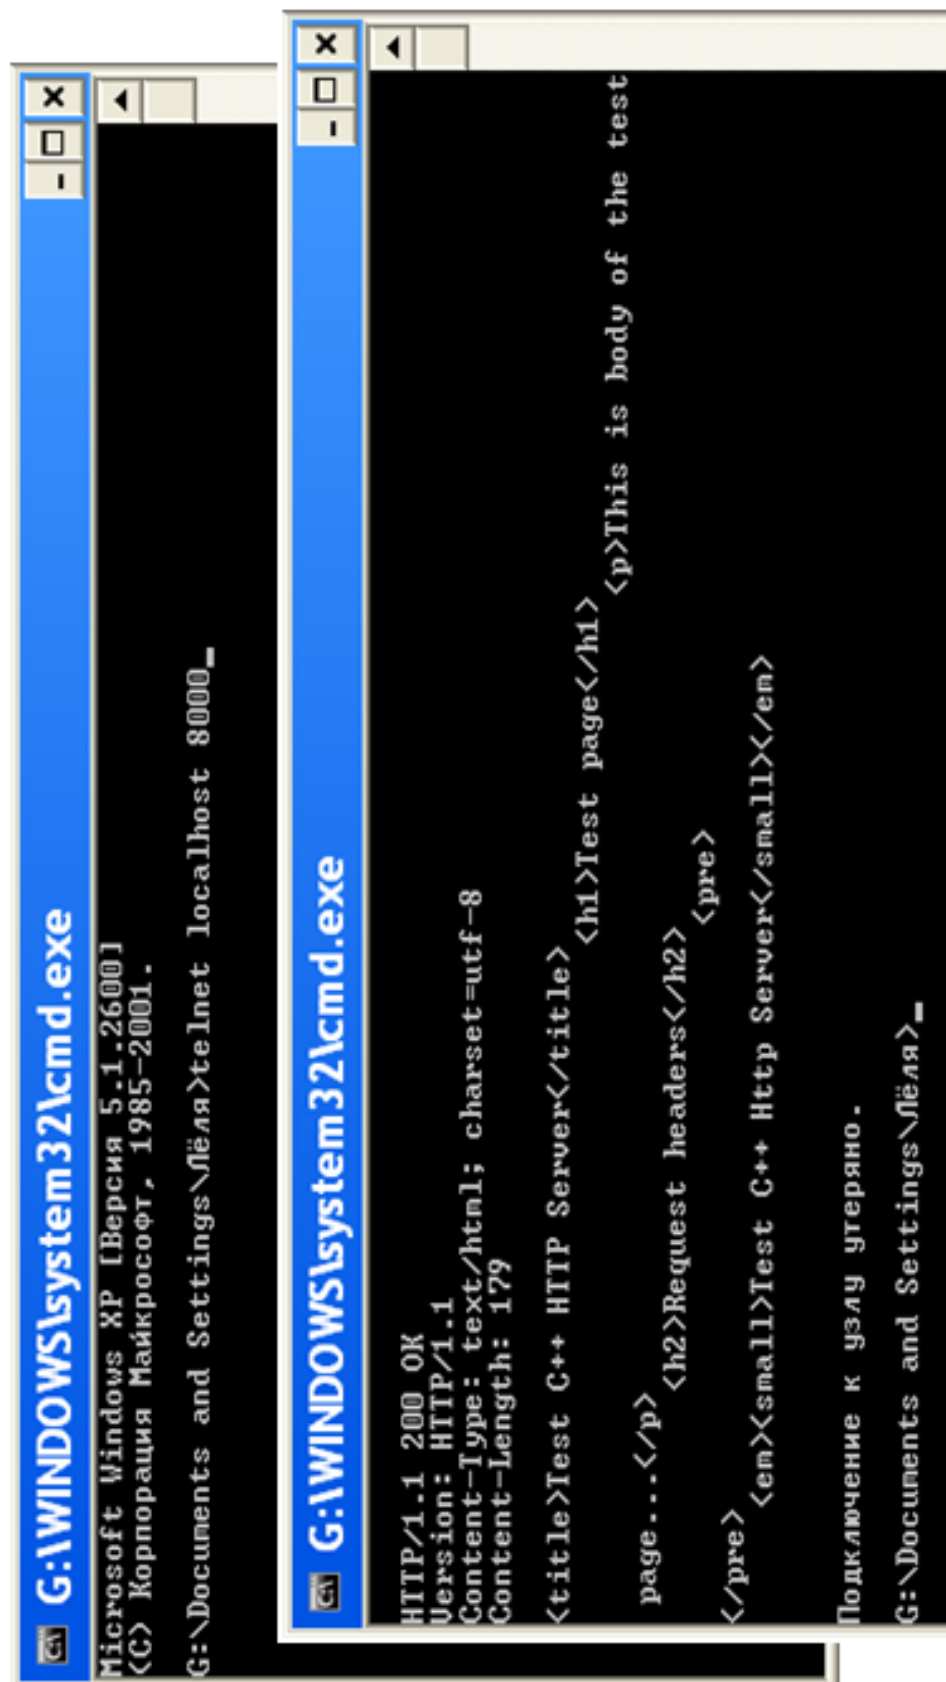 G:\WINDOWS\system32\cmd.exe
Microsoft Windows XP [Версия 5.1.2600]
(C) Корпорация Майкрософт, 1985-2001.
G:\Documents and Settings\Лёля>telnet localhost 8000_
G:\WINDOWS\system32\cmd.exe
HTTP/1.1 200 OK
Version: HTTP/1.1
Content-Type: text/html; charset=utf-8
Content-Length: 179
<title>Test C++ HTTP Server</title>
<h1>Test page</h1>
<p>This is body of the test
page...</p>
<h2>Request headers</h2>
<pre>
</pre>
<em><small>Test C++ Http Server</small></em>
Подключение к узлу утеряно.
G:\Documents and Settings\Лёля>_